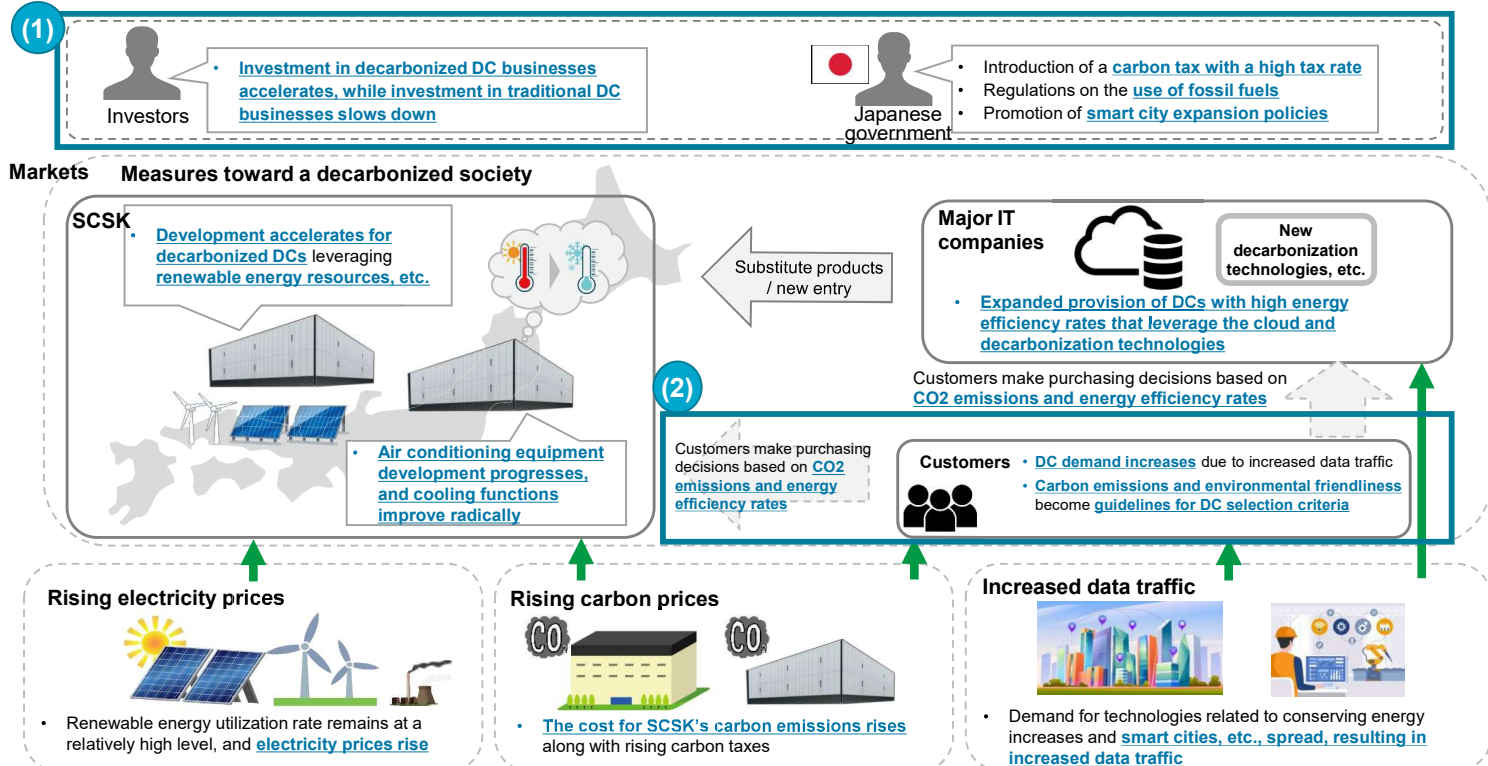 (1)
• Investment in decarbonized DC businesses
accelerates, while investment in traditional DC
businesses slows down
Investors
• Introduction of a carbon tax with a high tax rate
• Regulations on the use of fossil fuels
• Promotion of smart city expansion policies
Japanese
government
Markets
Measures toward a decarbonized society
SCSK
• Development accelerates for
decarbonized DCs leveraging
renewable energy resources, etc.
• Air conditioning equipment
development progresses,
and cooling functions
improve radically
Substitute products
/ new entry
Major IT
companies
New
decarbonization
technologies, etc.
• Expanded provision of DCs with high energy
efficiency rates that leverage the cloud and
decarbonization technologies
Customers make purchasing decisions based on
CO2 emissions and energy efficiency rates
(2)
Customers make purchasing
decisions based on CO2
emissions and energy
efficiency rates
Customers
• DC demand increases due to increased data traffic
• Carbon emissions and environmental friendliness
become guidelines for DC selection criteria
Rising electricity prices
• Renewable energy utilization rate remains at a
relatively high level, and electricity prices rise
Rising carbon prices
CO2
CO2
• The cost for SCSK's carbon emissions rises
along with rising carbon taxes
Increased data traffic
• Demand for technologies related to conserving energy
increases and smart cities, etc., spread, resulting in
increased data traffic